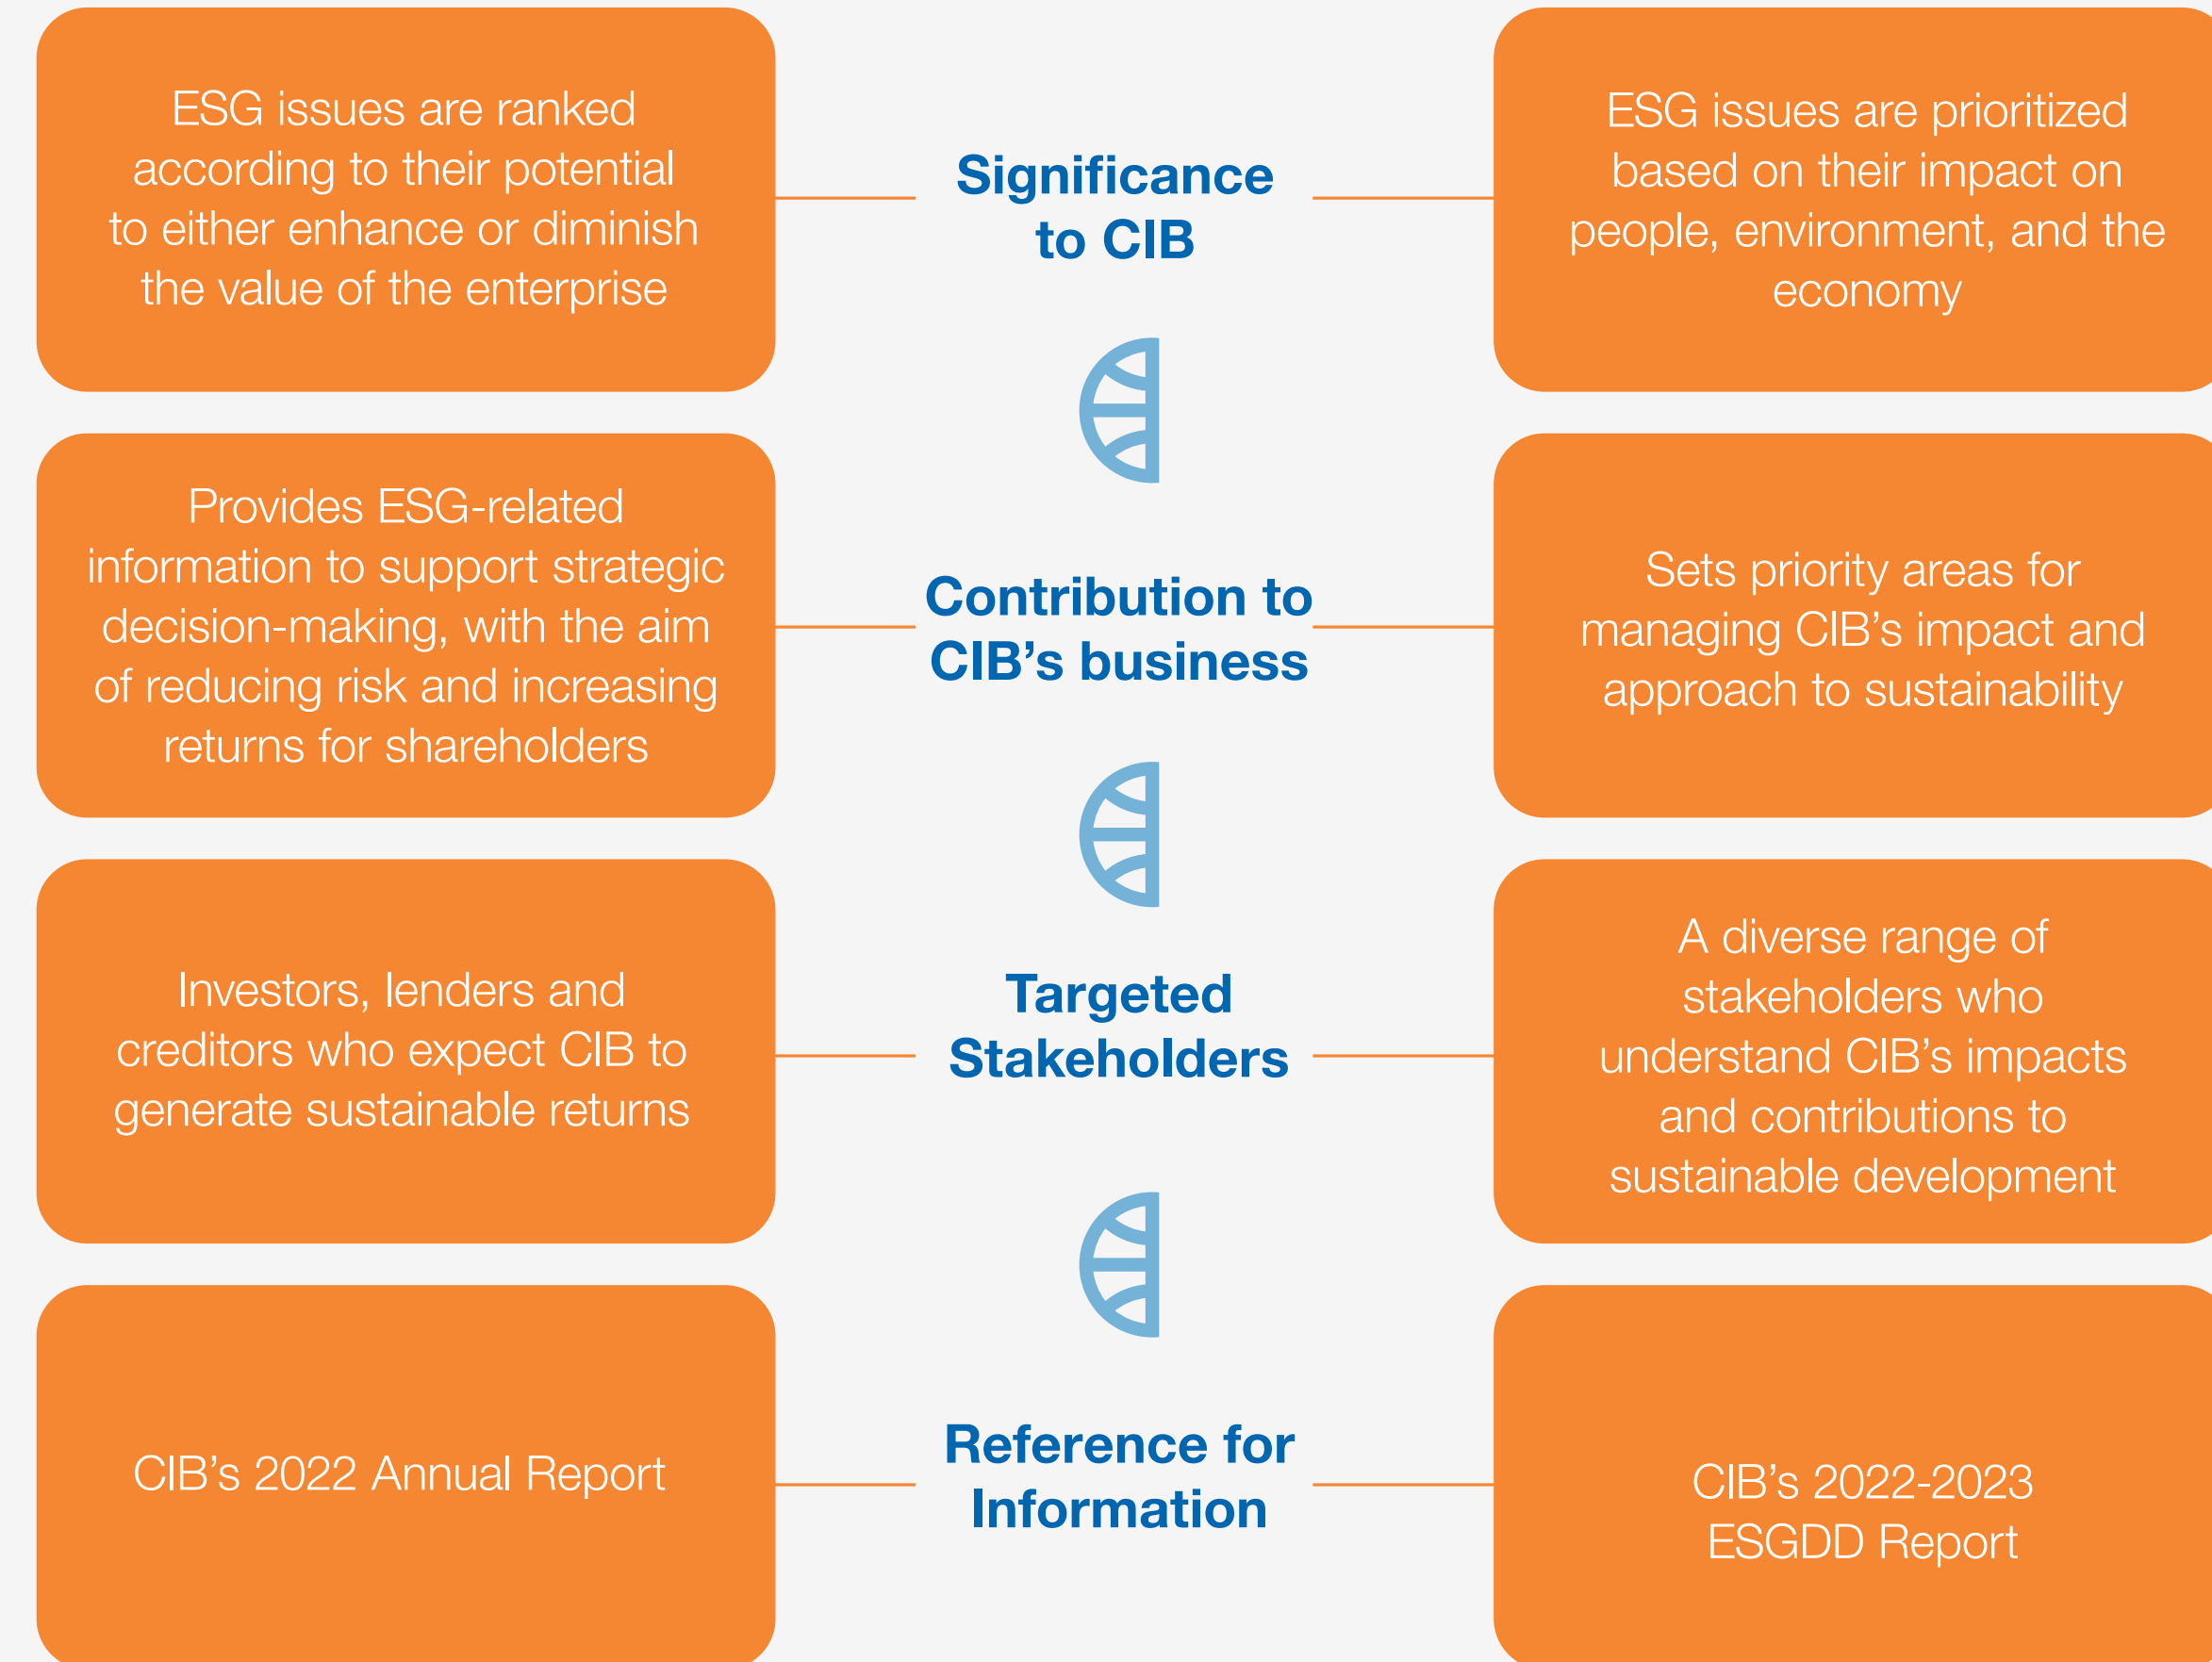 ESG issues are ranked
according to their potential
to either enhance or diminish
the value of the enterprise
Significance
to CIB
ESG issues are prioritized
based on their impact on
people, environment, and the
economy
Provides ESG-related
information to support strategic
decision-making, with the aim
of reducing risk and increasing
returns for shareholders
Contribution to
CIB’s business
Sets priority areas for
managing CIB’s impact and
approach to sustainability
Investors, lenders and
creditors who expect CIB to
generate sustainable returns
Targeted
Stakeholders
A diverse range of
stakeholders who
understand CIB’s impacts
and contributions to
sustainable development
CIB’s 2022 Annual Report
Reference for
Information
CIB’s 2022-2023
ESGDD Report